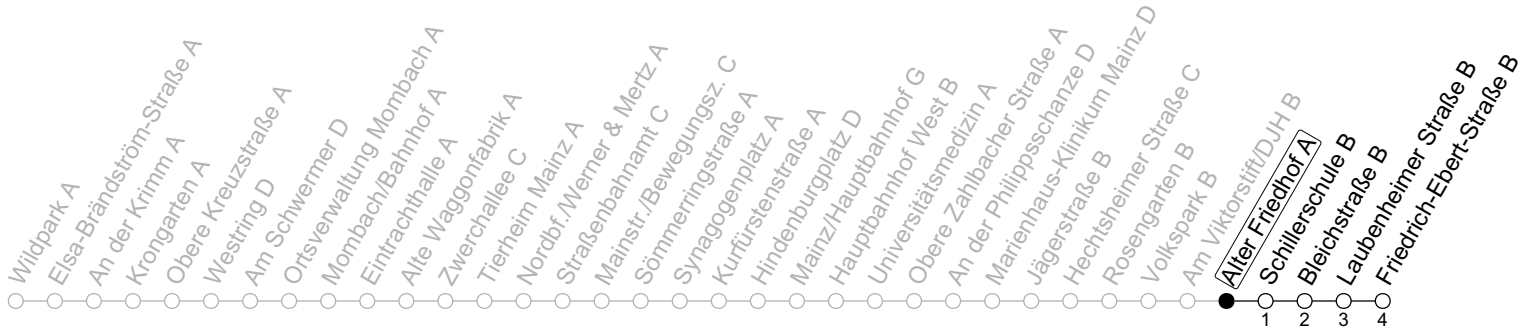 Wildpark A
Elsa-Brändström-Straße A
An der Krimm A
Krongarten A
Obere Kreuzstraße A
Westring D
Am Schwermer D
Ortsverwaltung Mombach A
Mombach/Bahnhof A
Eintrachthalle A
Alte Waggonfabrik A
Zwerchallee C
Tierheim Mainz A
Nordbf./Werner & Mertz A
Straßenbahnamt C
Mainstr./Bewegungsz. C
Sömmerringstraße A
Synagogenplatz A
Kurfürstenstraße A
Hindenburgplatz D
Mainz/Hauptbahnhof G
Hauptbahnhof West B
Universitätsmedizin A
Obere Zahlbacher Straße A
An der Philippsschanze D
Marienhaus-Klinikum Mainz D
Jägerstraße B
Hechtsheimer Straße C
Rosengarten B
Volkspark B
Am Viktorstift/DJH B
Alter Friedhof A
Schillerschule B
Bleichstraße B
Laubenheimer Straße B
Friedrich-Ebert-Straße B
1 2 3 4